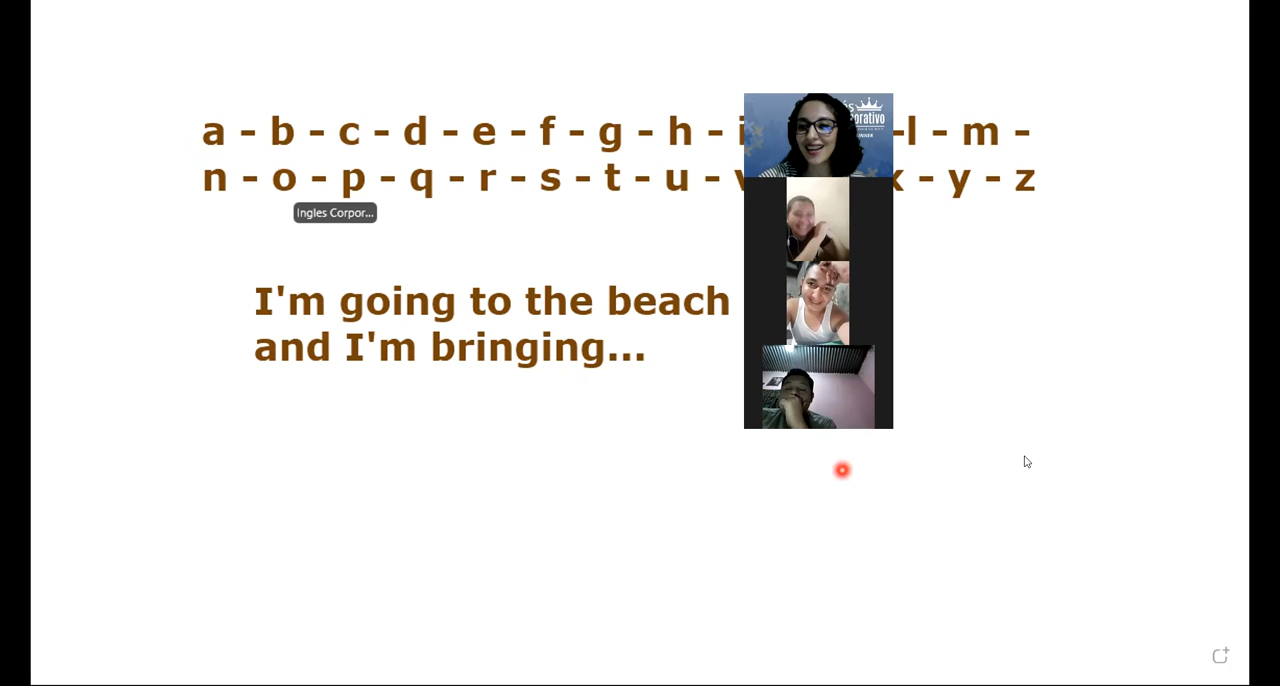 a - b - c - d - e - f - g - h - i -l - m -
n - o - p - q - r - s - t - u - v x - y - z
Ingles Corpor...
I'm going to the beach
and I'm bringing...